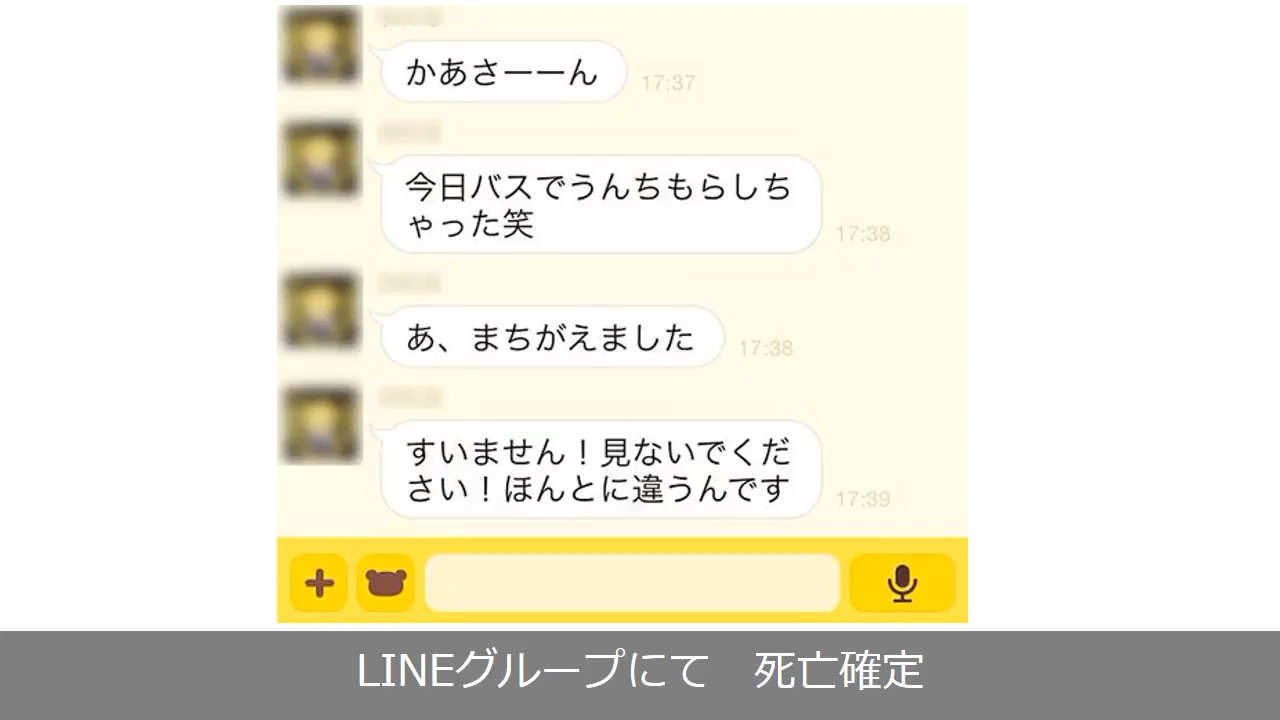 かあさーーん
17:37
今日バスでうんちもらしち
ゃった笑
17:38
あ、まちがえました
17:38
すいません！見ないでくだ
さい！ほんとに違うんです
17:39
LINEグループにて　死亡確定